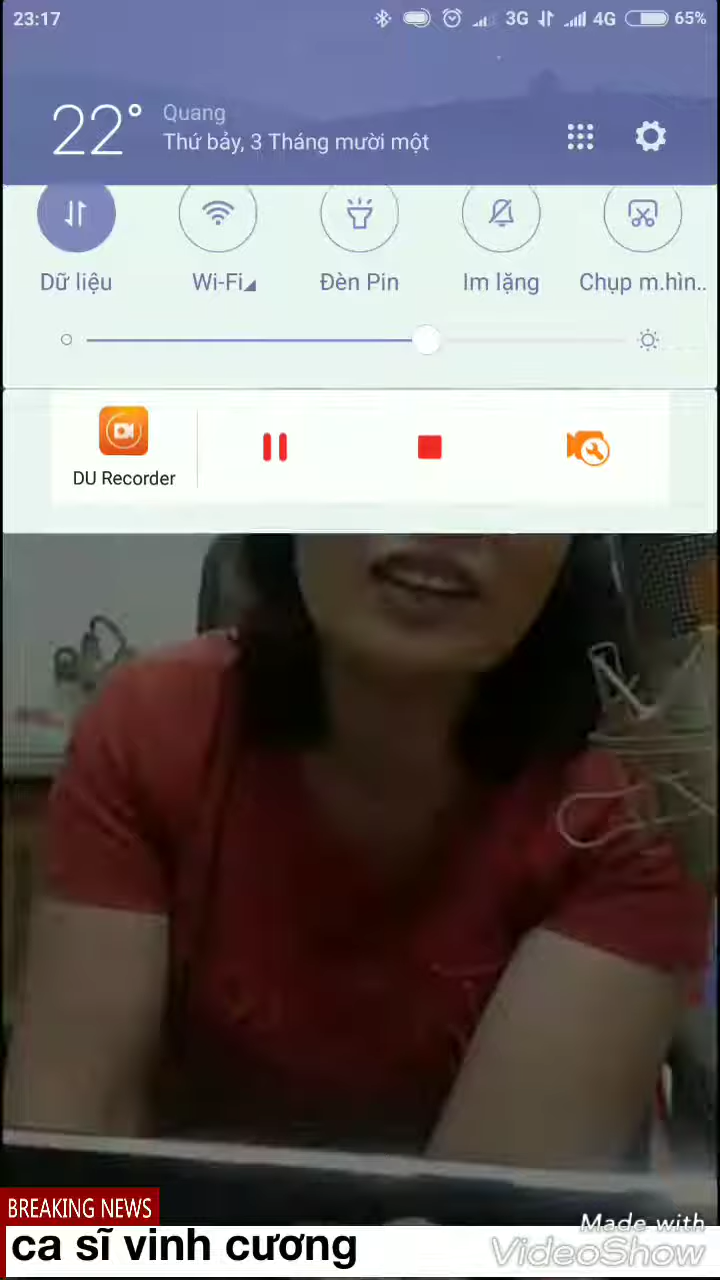 23:17 3G 4G 65%
22° Quang
Thứ bảy, 3 Tháng mười một
Dữ liệu Wi-Fi Đèn Pin Im lặng Chụp m.hìn..
DU Recorder
BREAKING NEWS
ca sĩ vinh cương
Made with
VideoShow